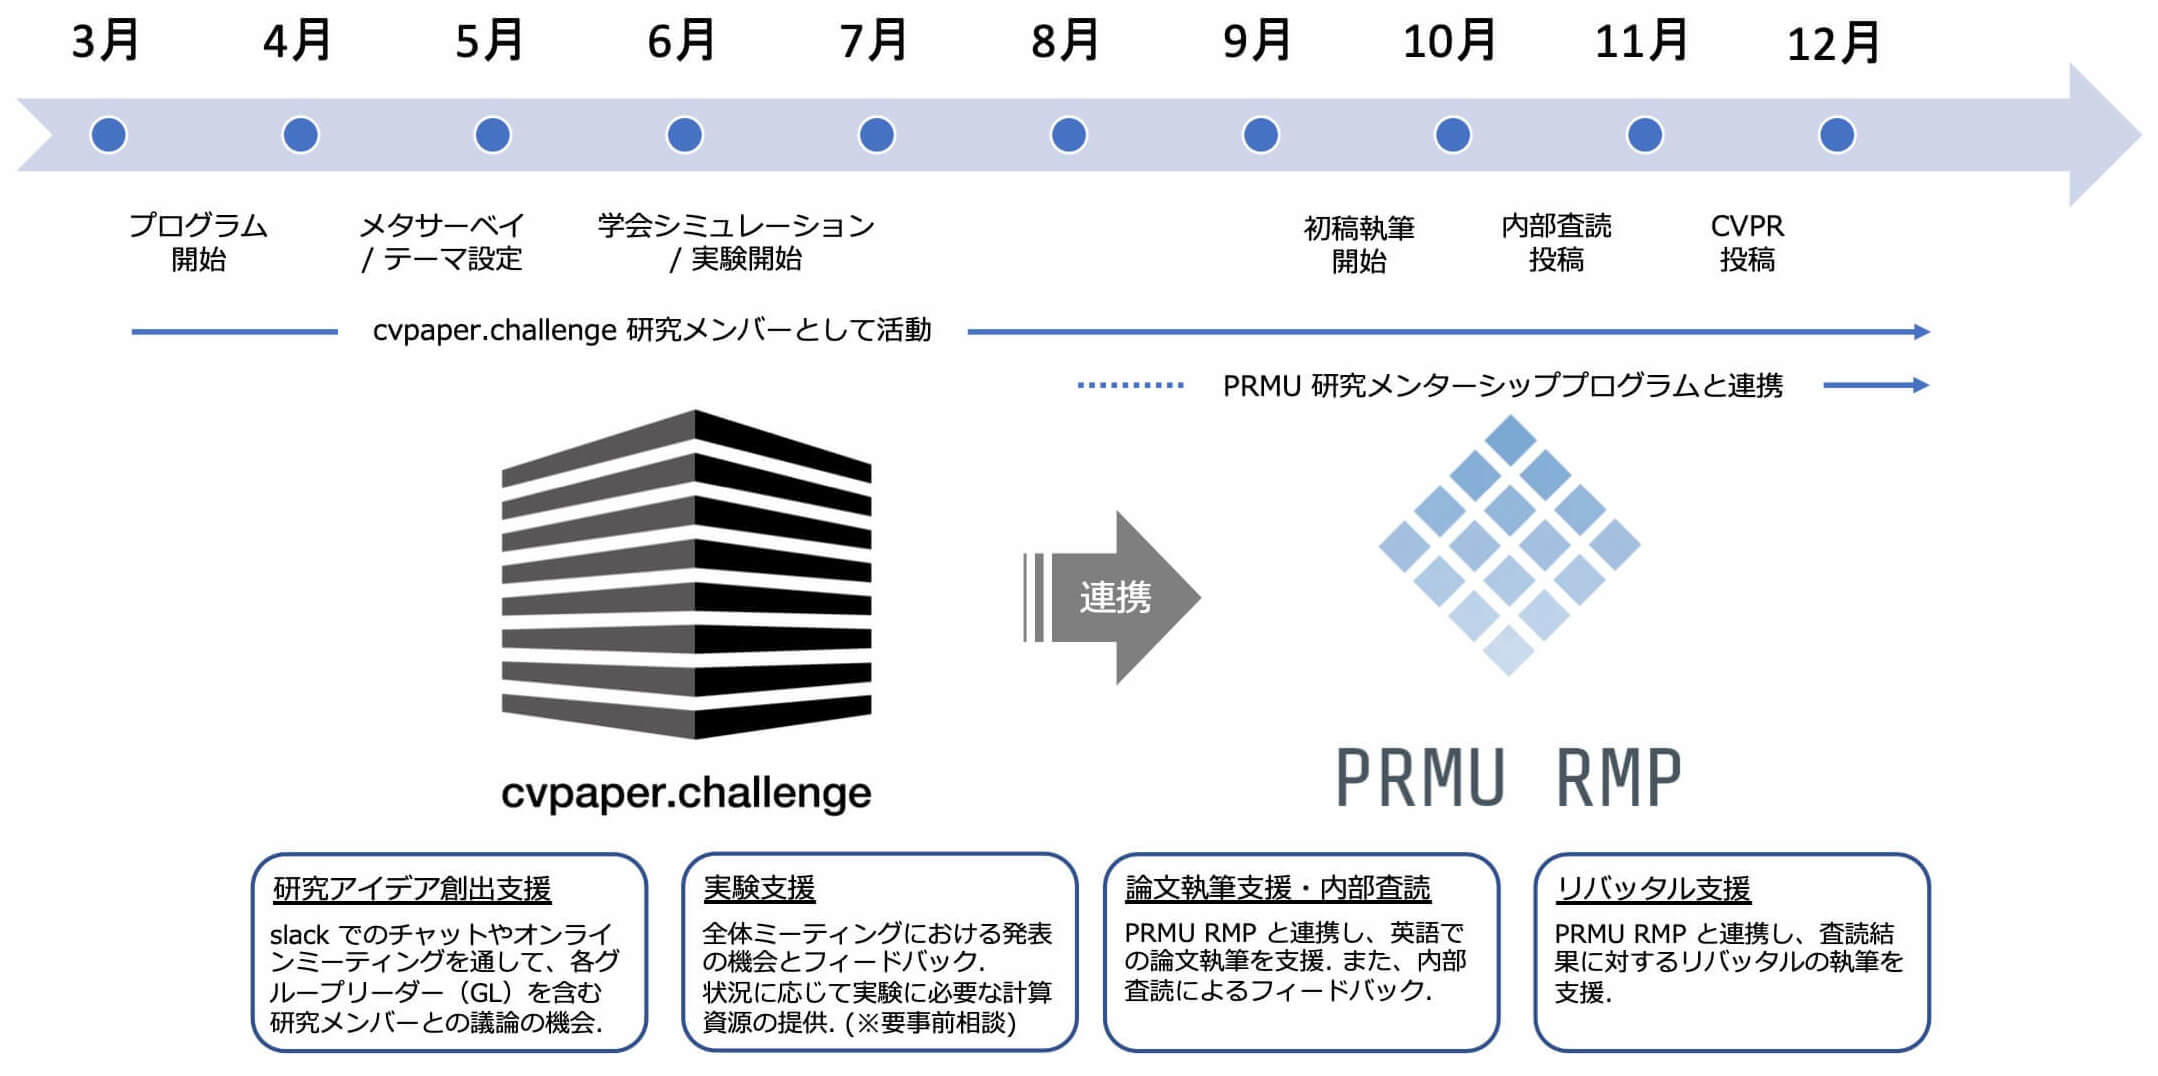 3月 4月 5月 6月 7月 8月 9月 10月 11月 12月
プログラム
開始
メタサーベイ
/ テーマ設定
学会シミュレーション
/ 実験開始
初稿執筆
開始
内部査読
投稿
CVPR
投稿
cvpaper.challenge 研究メンバーとして活動
PRMU 研究メンターシッププログラムと連携
連携
cvpaper.challenge
PRMU RMP
研究アイデア創出支援
slack でのチャットやオンライ
ンミーティングを通して、各グ
ループリーダー（GL）を含む
研究メンバーとの議論の機会.
実験支援
全体ミーティングにおける発表
の機会とフィードバック.
状況に応じて実験に必要な計算
資源の提供. (※要事前相談)
論文執筆支援・内部査読
PRMU RMP と連携し、英語で
の論文執筆を支援. また、内部
査読によるフィードバック.
リバッタル支援
PRMU RMP と連携し、査読結
果に対するリバッタルの執筆を
支援.